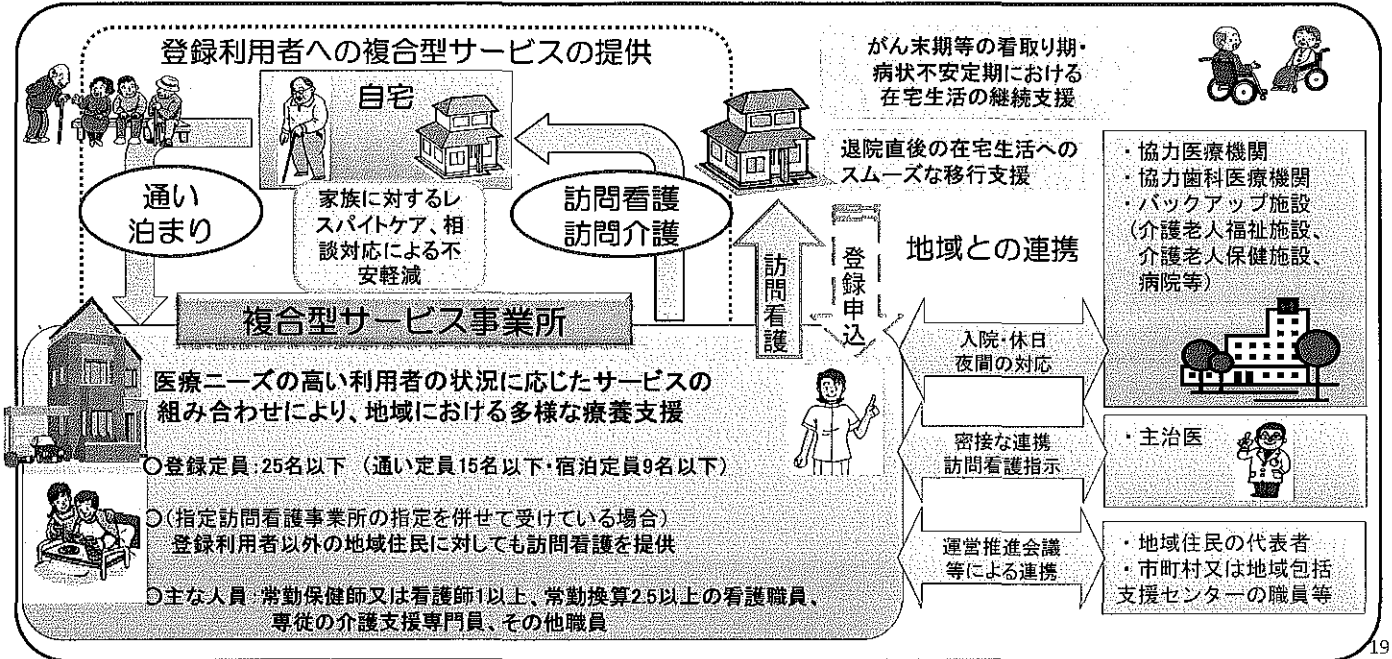 登録利用者への複合型サービスの提供
自宅
通い
泊まり
家族に対するレ
スパイトケア、相
談対応による不
安軽減
訪問看護
訪問介護
がん末期等の看取り期・
病状不安定期における
在宅生活の継続支援
退院直後の在宅生活への
スムーズな移行支援
訪問看護
登録申込
地域との連携
・協力医療機関
・協力歯科医療機関
・バックアップ施設
(介護老人福祉施設、
介護老人保健施設、
病院等)
複合型サービス事業所
医療ニーズの高い利用者の状況に応じたサービスの
組み合わせにより、地域における多様な療養支援
○登録定員:25名以下 (通い定員15名以下・宿泊定員9名以下)
○(指定訪問看護事業所の指定を併せて受けている場合)
登録利用者以外の地域住民に対しても訪問看護を提供
○主な人員:常勤保健師又は看護師1以上、常勤換算2.5以上の看護職員、
専従の介護支援専門員、その他職員
入院・休日
夜間の対応
密接な連携
訪問看護指示
・主治医
運営推進会議
等による連携
・地域住民の代表者
・市町村又は地域包括
支援センターの職員等
19